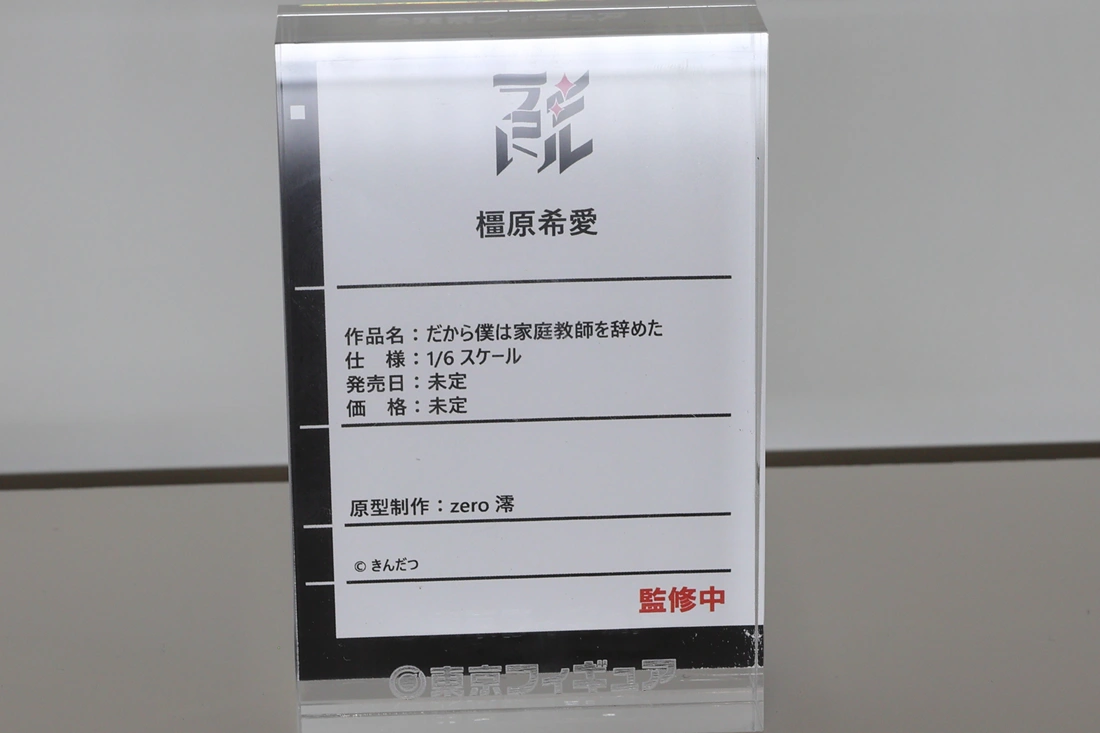 橿原希愛
作品名：だから僕は家庭教師を辞めた
仕　様：1/6 スケール
発売日：未定
価　格：未定
原型制作：zero 澪
© きんだつ
監修中
©東京フィギュア